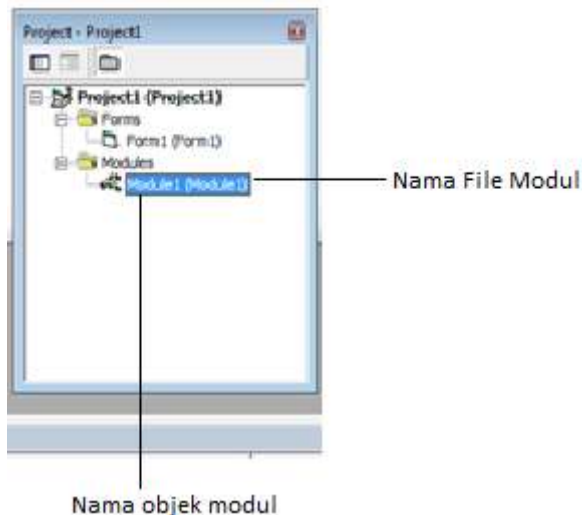 Project - Project1
Project1 (Project1)
Forms
Form1 (Form1)
Modules
Module1 (Module1)
Nama File Modul
Nama objek modul